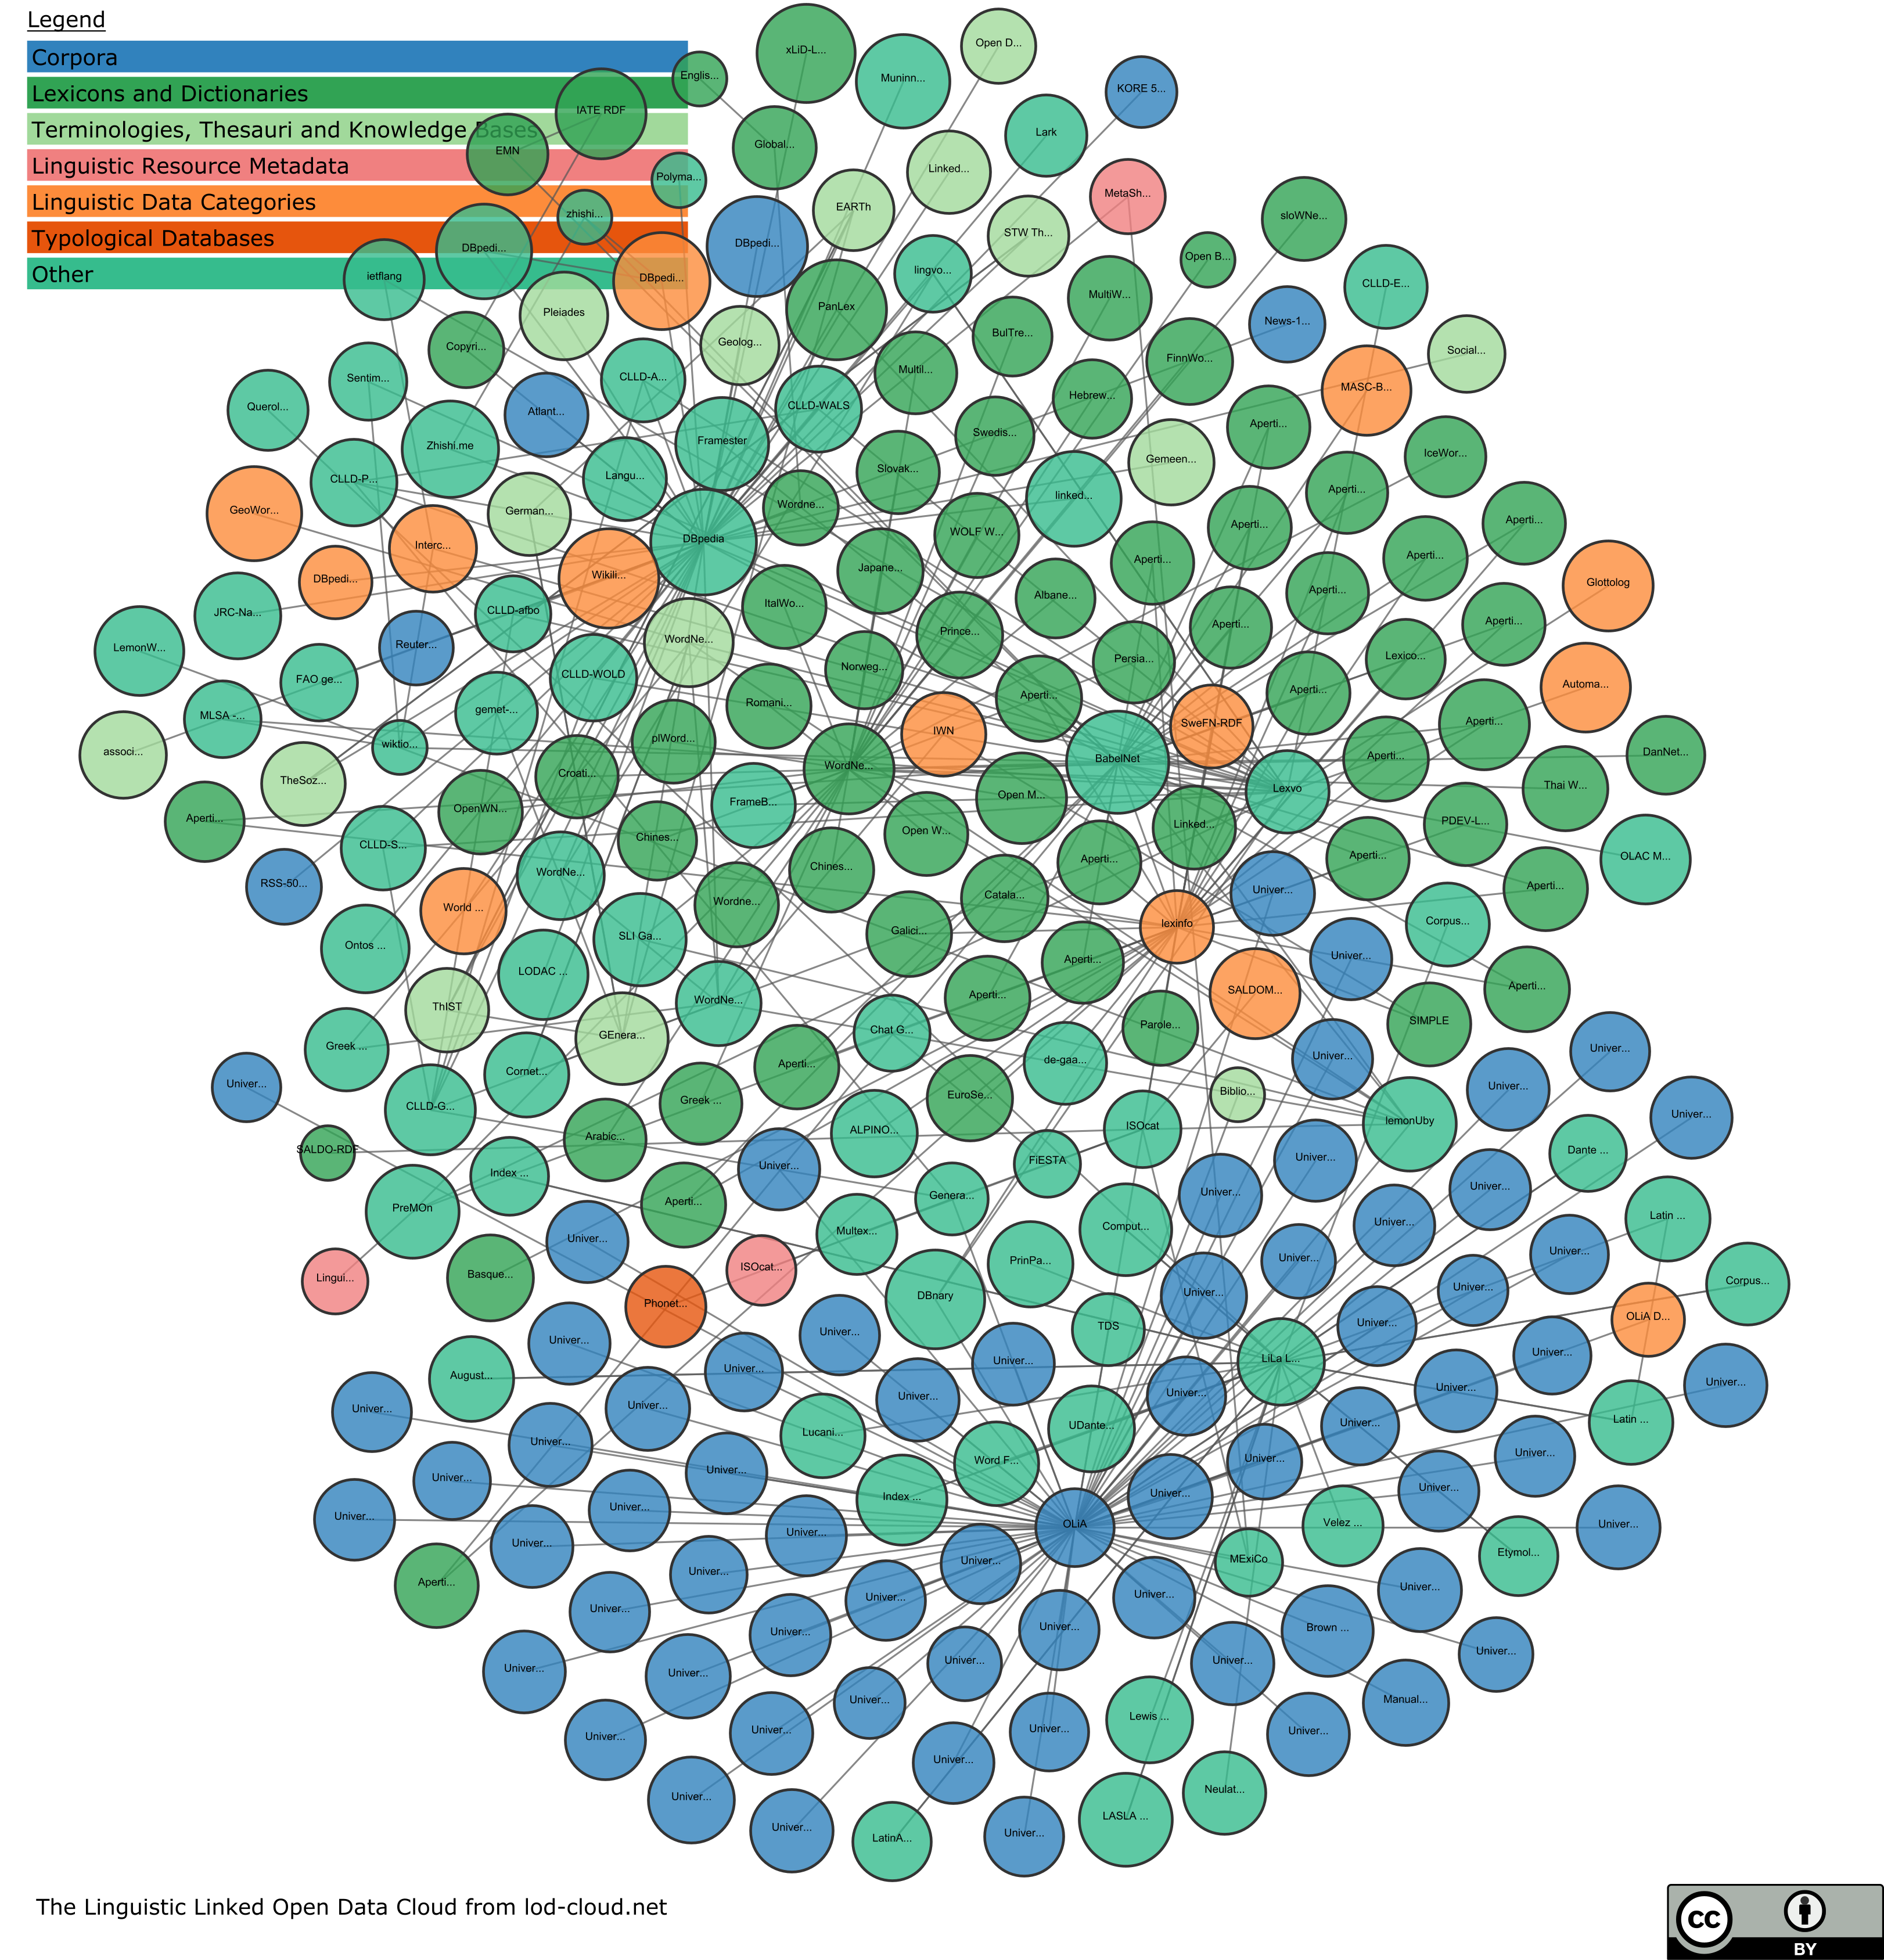 Legend
Corpora
Lexicons and Dictionaries
Terminologies, Thesauri and Knowledge Bases
Linguistic Resource Metadata
Linguistic Data Categories
Typological Databases
Other
xLiD-L...
Open D...
Muninn...
Englis...
KORE 5...
IATE RDF
Lark
Global...
EMN
Linked...
Polyma...
MetaSh...
EARTh
zhishi...
sloWNe...
STW Th...
DBpedi...
DBpedi...
Open B...
lingvo...
ietflang
DBpedi...
CLLD-E...
MultiW...
PanLex
Pleiades
News-1...
BulTre...
Geolog...
Copyri...
Social...
FinnWo...
Multil...
CLLD-A...
Sentim...
MASC-B...
Hebrew...
Querol...
CLLD-WALS
Atlant...
Aperti...
Swedis...
Framester
Zhishi.me
IceWor...
Gemeen...
Slovak...
Langu...
CLLD-P...
Aperti...
linked...
Wordne...
GeoWor...
German...
Aperti...
Aperti...
WOLF W...
DBpedia
Interc...
Aperti...
Aperti...
Japane...
Wikili...
DBpedi...
Glottolog
Aperti...
Albane...
ItalWo...
CLLD-afbo
JRC-Na...
Aperti...
Aperti...
Prince...
WordNe...
Reuter...
LemonW...
Lexico...
Persia...
Norweg...
CLLD-WOLD
FAO ge...
Automa...
Aperti...
Aperti...
Romani...
gemet-...
MLSA -...
Aperti...
SweFN-RDF
IWN
plWord...
wiktio...
associ...
DanNet...
Aperti...
BabelNet
WordNe...
Croati...
TheSoz...
Thai W...
Lexvo
Open M...
FrameB...
OpenWN...
Aperti...
PDEV-L...
Linked...
Open W...
Chines...
CLLD-S...
OLAC M...
Aperti...
Aperti...
Chines...
WordNe...
RSS-50...
Aperti...
Univer...
Catala...
Wordne...
World ...
Corpus...
lexinfo
Galici...
SLI Ga...
Ontos ...
Univer...
Aperti...
LODAC ...
Aperti...
SALDOM...
Aperti...
WordNe...
ThIST
SIMPLE
Parole...
Chat G...
GEnera...
Greek ...
Univer...
Univer...
de-gaa...
Aperti...
Cornet...
Univer...
Univer...
Biblio...
EuroSe...
Greek ...
CLLD-G...
Univer...
lemonUby
ISOcat
ALPINO...
Arabic...
SALDO-RDF
Dante ...
Univer...
FiESTA
Univer...
Index ...
Univer...
Univer...
Genera...
Aperti...
PreMOn
Latin ...
Univer...
Comput...
Multex...
Univer...
Univer...
Univer...
PrinPa...
ISOcat...
Basque...
Lingui...
Corpus...
Univer...
Univer...
DBnary
Phonet...
OLiA D...
Univer...
TDS
Univer...
Univer...
Univer...
LiLa L...
Univer...
Univer...
August...
Univer...
Univer...
Univer...
Univer...
Univer...
Univer...
Latin ...
Univer...
UDante...
Lucani...
Univer...
Univer...
Univer...
Word F...
Univer...
Univer...
Univer...
Univer...
Index ...
Univer...
Univer...
Velez ...
OLiA
Univer...
Univer...
Univer...
Etymol...
MExiCo
Univer...
Univer...
Aperti...
Univer...
Univer...
Univer...
Univer...
Brown ...
Univer...
Univer...
Univer...
Univer...
Univer...
Univer...
Univer...
Manual...
Univer...
Lewis ...
Univer...
Univer...
Univer...
Univer...
Univer...
Neulat...
Univer...
LASLA ...
Univer...
Univer...
LatinA...
The Linguistic Linked Open Data Cloud from lod-cloud.net
cc
BY